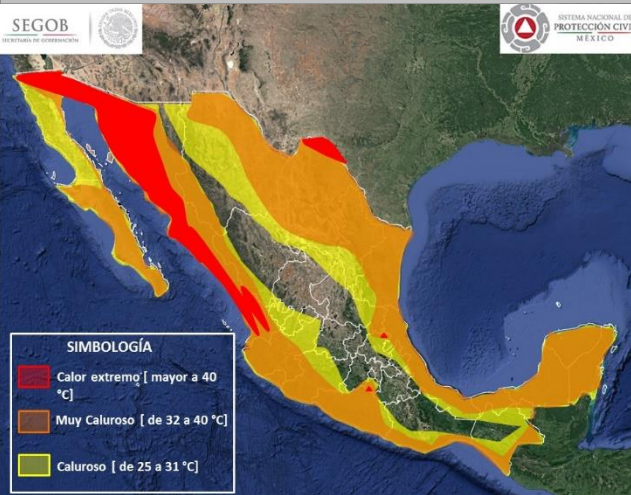 SEGOB
SECRETARÍA DE GOBERNACIÓN
SISTEMA NACIONAL DE
PROTECCIÓN CIVIL
MÉXICO
SIMBOLOGÍA
Calor extremo [ mayor a 40
°C]
Muy Caluroso [ de 32 a 40 °C]
Caluroso [ de 25 a 31 °C]